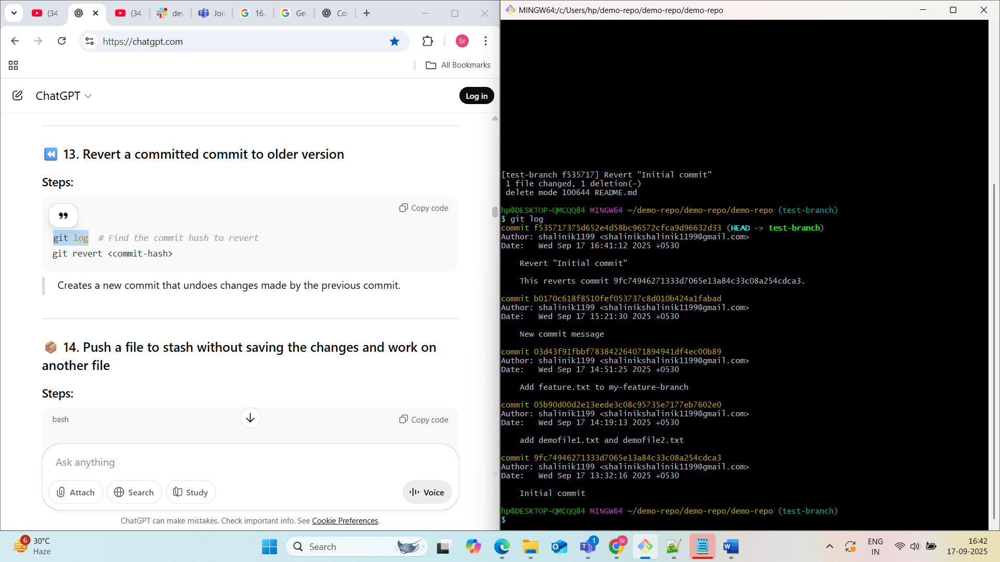 (34
(34
dev
Joi
16.
Ge
Co
https://chatgpt.com
Sr
All Bookmarks
ChatGPT
Log in
13. Revert a committed commit to older version
Steps:
Copy code
git log # Find the commit hash to revert
git revert <commit-hash>
Creates a new commit that undoes changes made by the previous commit.
14. Push a file to stash without saving the changes and work on
another file
Steps:
bash
Copy code
Ask anything
Attach
Search
Study
Voice
ChatGPT can make mistakes. Check important info. See Cookie Preferences.
MINGW64:/c/Users/hp/demo-repo/demo-repo/demo-repo
[test-branch f535717] Revert "Initial commit"
1 file changed, 1 deletion(-)
delete mode 100644 README.md
hp@DESKTOP-QMCQQ84 MINGW64 ~/demo-repo/demo-repo/demo-repo (test-branch)
$ git log
commit f535717375d652e4d58bc96572cfca9d96632d33 (HEAD -> test-branch)
Author: shalinik1199 <shalinikshalinik1199@gmail.com>
Date:   Wed Sep 17 16:41:12 2025 +0530
Revert "Initial commit"
This reverts commit 9fc74946271333d7065e13a84c33c08a254cdca3.
commit b0170c618f8510fef053737c8d010b424a1fabad
Author: shalinik1199 <shalinikshalinik1199@gmail.com>
Date:   Wed Sep 17 15:21:30 2025 +0530
New commit message
commit 03d43f91fbbf783842264071894941df4ec00b89
Author: shalinik1199 <shalinikshalinik1199@gmail.com>
Date:   Wed Sep 17 14:51:25 2025 +0530
Add feature.txt to my-feature-branch
commit 05b90d00d2e13eede3c08c95735e7177eb7602e0
Author: shalinik1199 <shalinikshalinik1199@gmail.com>
Date:   Wed Sep 17 14:19:13 2025 +0530
add demofile1.txt and demofile2.txt
commit 9fc74946271333d7065e13a84c33c08a254cdca3
Author: shalinik1199 <shalinikshalinik1199@gmail.com>
Date:   Wed Sep 17 13:32:16 2025 +0530
Initial commit
hp@DESKTOP-QMCQQ84 MINGW64 ~/demo-repo/demo-repo/demo-repo (test-branch)
$
6
30°C
Haze
Search
1
Sr
ENG
IN
16:42
17-09-2025